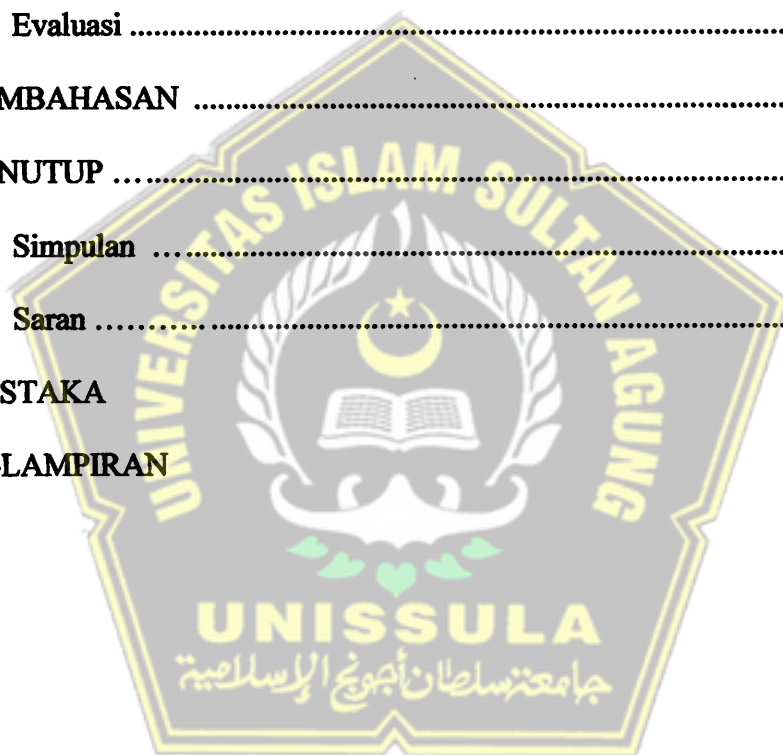 Evaluasi ........................................................................
MBAHASAN ................................................................
NUTUP ............................................................................
Simpulan ......................................................................
Saran .............................................................................
STAKA
-LAMPIRAN
UNIVERSITAS ISLAM SULTAN AGUNG
UNISSULA
جامعة سلطان أجونج الإسلامية